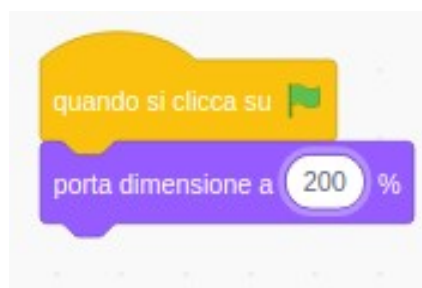 quando si clicca su
porta dimensione a 200 %